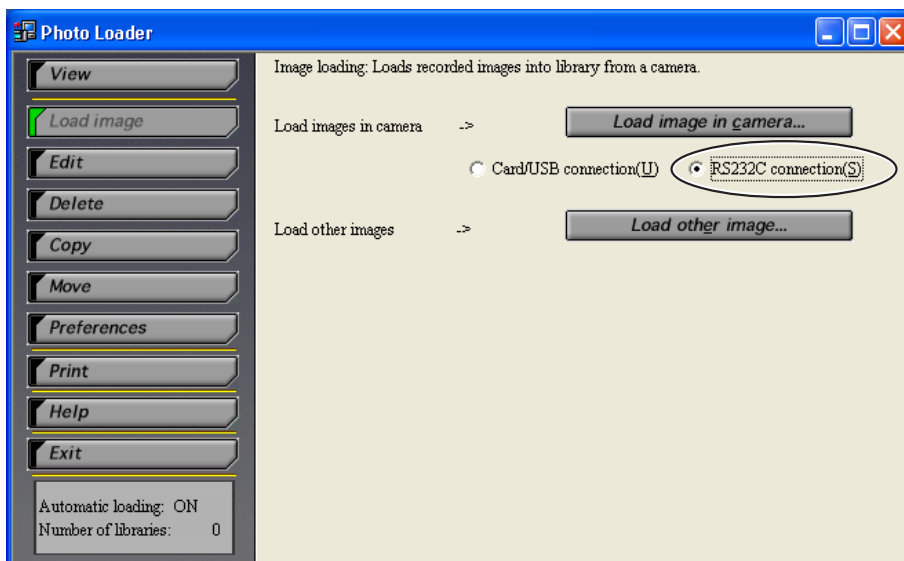 Photo Loader
View
Load image
Edit
Delete
Copy
Move
Preferences
Print
Help
Exit
Automatic loading: ON
Number of libraries: 0
Image loading: Loads recorded images into library from a camera.
Load images in camera -> Load image in camera...
Card/USB connection(U) RS232C connection(S)
Load other images -> Load other image...